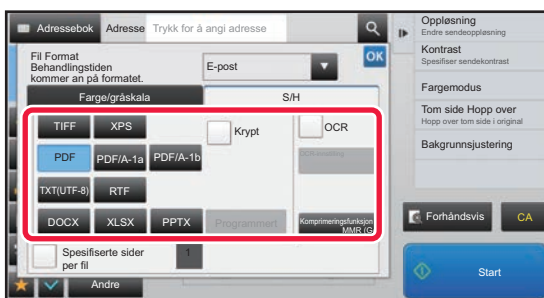 Adressebok
Adresse
Trykk for å angi adresse
Fil Format
Behandlingstiden
kommer an på formatet.
E-post
OK
Farge/gråskala
S/H
TIFF
XPS
Krypt
OCR
PDF
PDF/A-1a
PDF/A-1b
TXT(UTF-8)
RTF
DOCX
XLSX
PPTX
Programmert
Komprimeringsfunksjon
MMR (G
Spesifiserte sider
per fil
1
Andre
Oppløsning
Endre sendeoppløsning
Kontrast
Spesifiser sendekontrast
Fargemodus
Tom side Hopp over
Hopp over tom side i original
Bakgrunnsjustering
Forhåndsvis
CA
Start